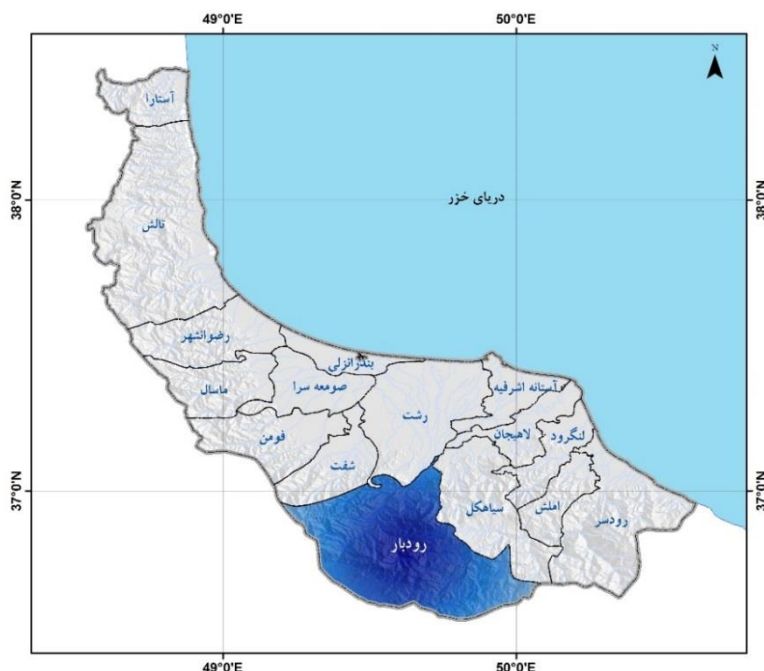 49°0'E 50°0'E
N
آستارا
38°0'N 38°0'N
دریای خزر
تالش
رضوانشهر
بندرانزلی
ماسال
صومعه سرا
آستانه اشرفیه
رشت
فومن
لاهیجان
لنگرود
شفت
37°0'N 37°0'N
سیاهکل
املش
رودسر
رودبار
49°0'E 50°0'E